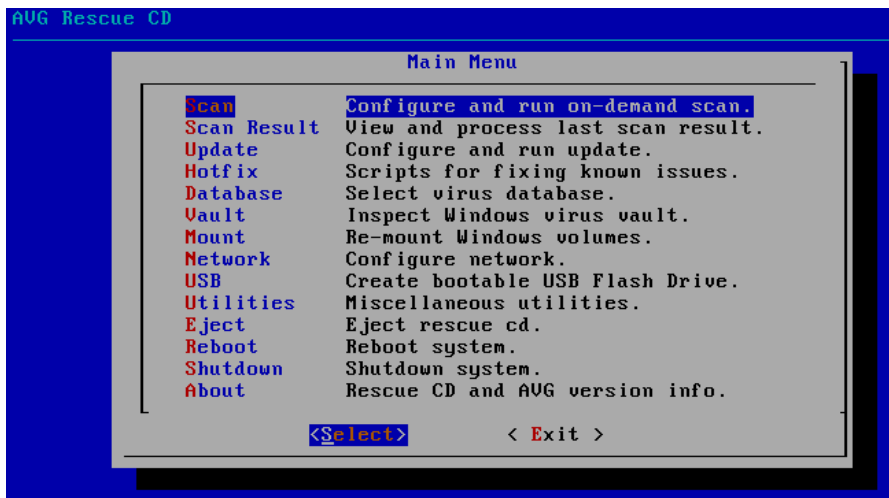 AVG Rescue CD
Main Menu
Scan Configure and run on-demand scan.
Scan Result View and process last scan result.
Update Configure and run update.
Hotfix Scripts for fixing known issues.
Database Select virus database.
Vault Inspect Windows virus vault.
Mount Re-mount Windows volumes.
Network Configure network.
USB Create bootable USB Flash Drive.
Utilities Miscellaneous utilities.
Eject Eject rescue cd.
Reboot Reboot system.
Shutdown Shutdown system.
About Rescue CD and AVG version info.
<Select> < Exit >